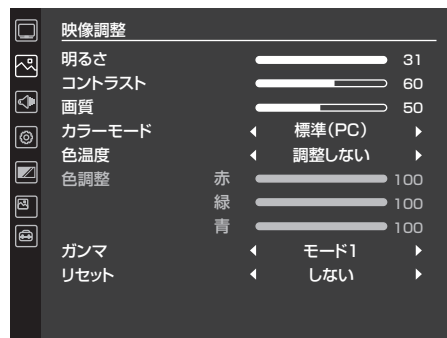 映像調整
明るさ 31
コントラスト 60
画質 50
カラーモード 標準(PC)
色温度 調整しない
色調整 赤 100
緑 100
青 100
ガンマ モード1
リセット しない